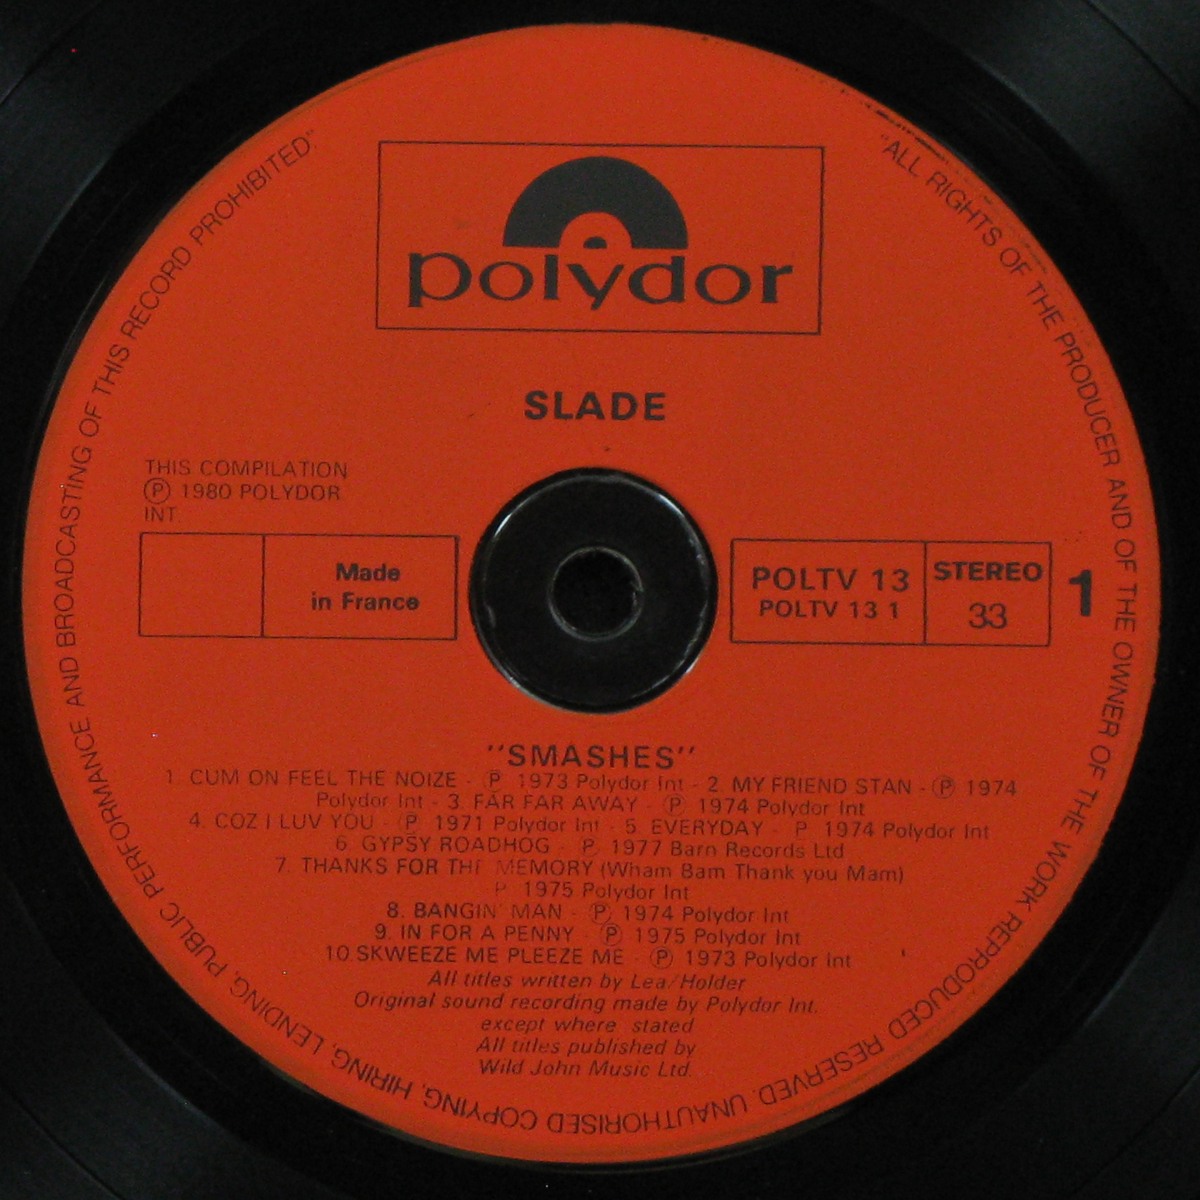 polydor
SLADE
THIS COMPILATION
Ⓟ 1980 POLYDOR
INT.
Made
in France
POLTV 13
POLTV 13 1
STEREO
33
1
"SMASHES"
1. CUM ON FEEL THE NOIZE - Ⓟ 1973 Polydor Int - 2. MY FRIEND STAN - Ⓟ 1974
Polydor Int - 3. FAR FAR AWAY - Ⓟ 1974 Polydor Int
4. COZ I LUV YOU - Ⓟ 1971 Polydor Int - 5. EVERYDAY - Ⓟ 1974 Polydor Int
6. GYPSY ROADHOG - Ⓟ 1977 Barn Records Ltd
7. THANKS FOR THE MEMORY (Wham Bam Thank you Mam)
Ⓟ 1975 Polydor Int
8. BANGIN' MAN - Ⓟ 1974 Polydor Int
9. IN FOR A PENNY - Ⓟ 1975 Polydor Int
10. SKWEEZE ME PLEEZE ME - Ⓟ 1973 Polydor Int
All titles written by Lea/Holder
Original sound recording made by Polydor Int.
except where stated
All titles published by
Wild John Music Ltd.
"ALL RIGHTS OF THE PRODUCER AND OF THE OWNER OF THE WORK REPRODUCED RESERVED. UNAUTHORISED COPYING, HIRING, LENDING, PUBLIC PERFORMANCE AND BROADCASTING OF THIS RECORD PROHIBITED"